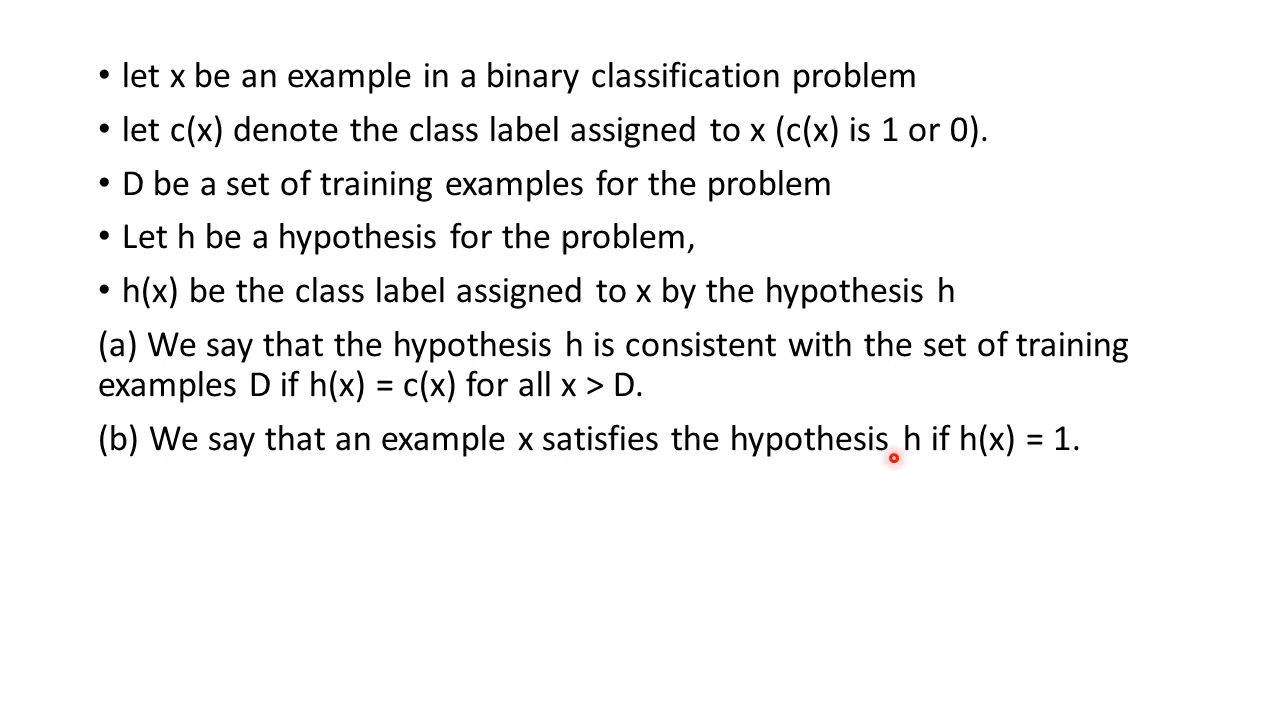 • let x be an example in a binary classification problem
• let c(x) denote the class label assigned to x (c(x) is 1 or 0).
• D be a set of training examples for the problem
• Let h be a hypothesis for the problem,
• h(x) be the class label assigned to x by the hypothesis h
(a) We say that the hypothesis h is consistent with the set of training
examples D if h(x) = c(x) for all x > D.
(b) We say that an example x satisfies the hypothesis h if h(x) = 1.